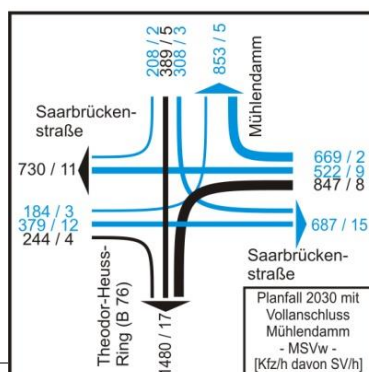 208 / 2
389 / 5
308 / 3
853 / 5
Mühlendamm
Saarbrücken-
straße
730 / 11
669 / 2
522 / 9
847 / 8
184 / 3
379 / 12
244 / 4
687 / 15
Saarbrücken-
straße
Theodor-Heuss-
Ring (B 76)
1480 / 17
Planfall 2030 mit
Vollanschluss
Mühlendamm
- MSVw -
[Kfz/h davon SV/h]